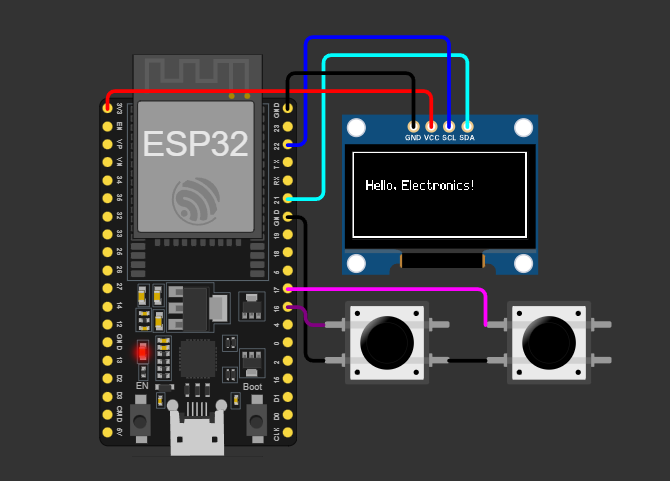 3V3 GND
EN 23
VP 22
VN TX
34 RX
21
32 GND
33 19
25 18
26 5
27 17
14 16
12 4
GND 0
13 2
D2 15
D3 D1
CMD D0
5V CLK
ESP32
EN
Boot
GND VCC SCL SDA
Hello, Electronics!